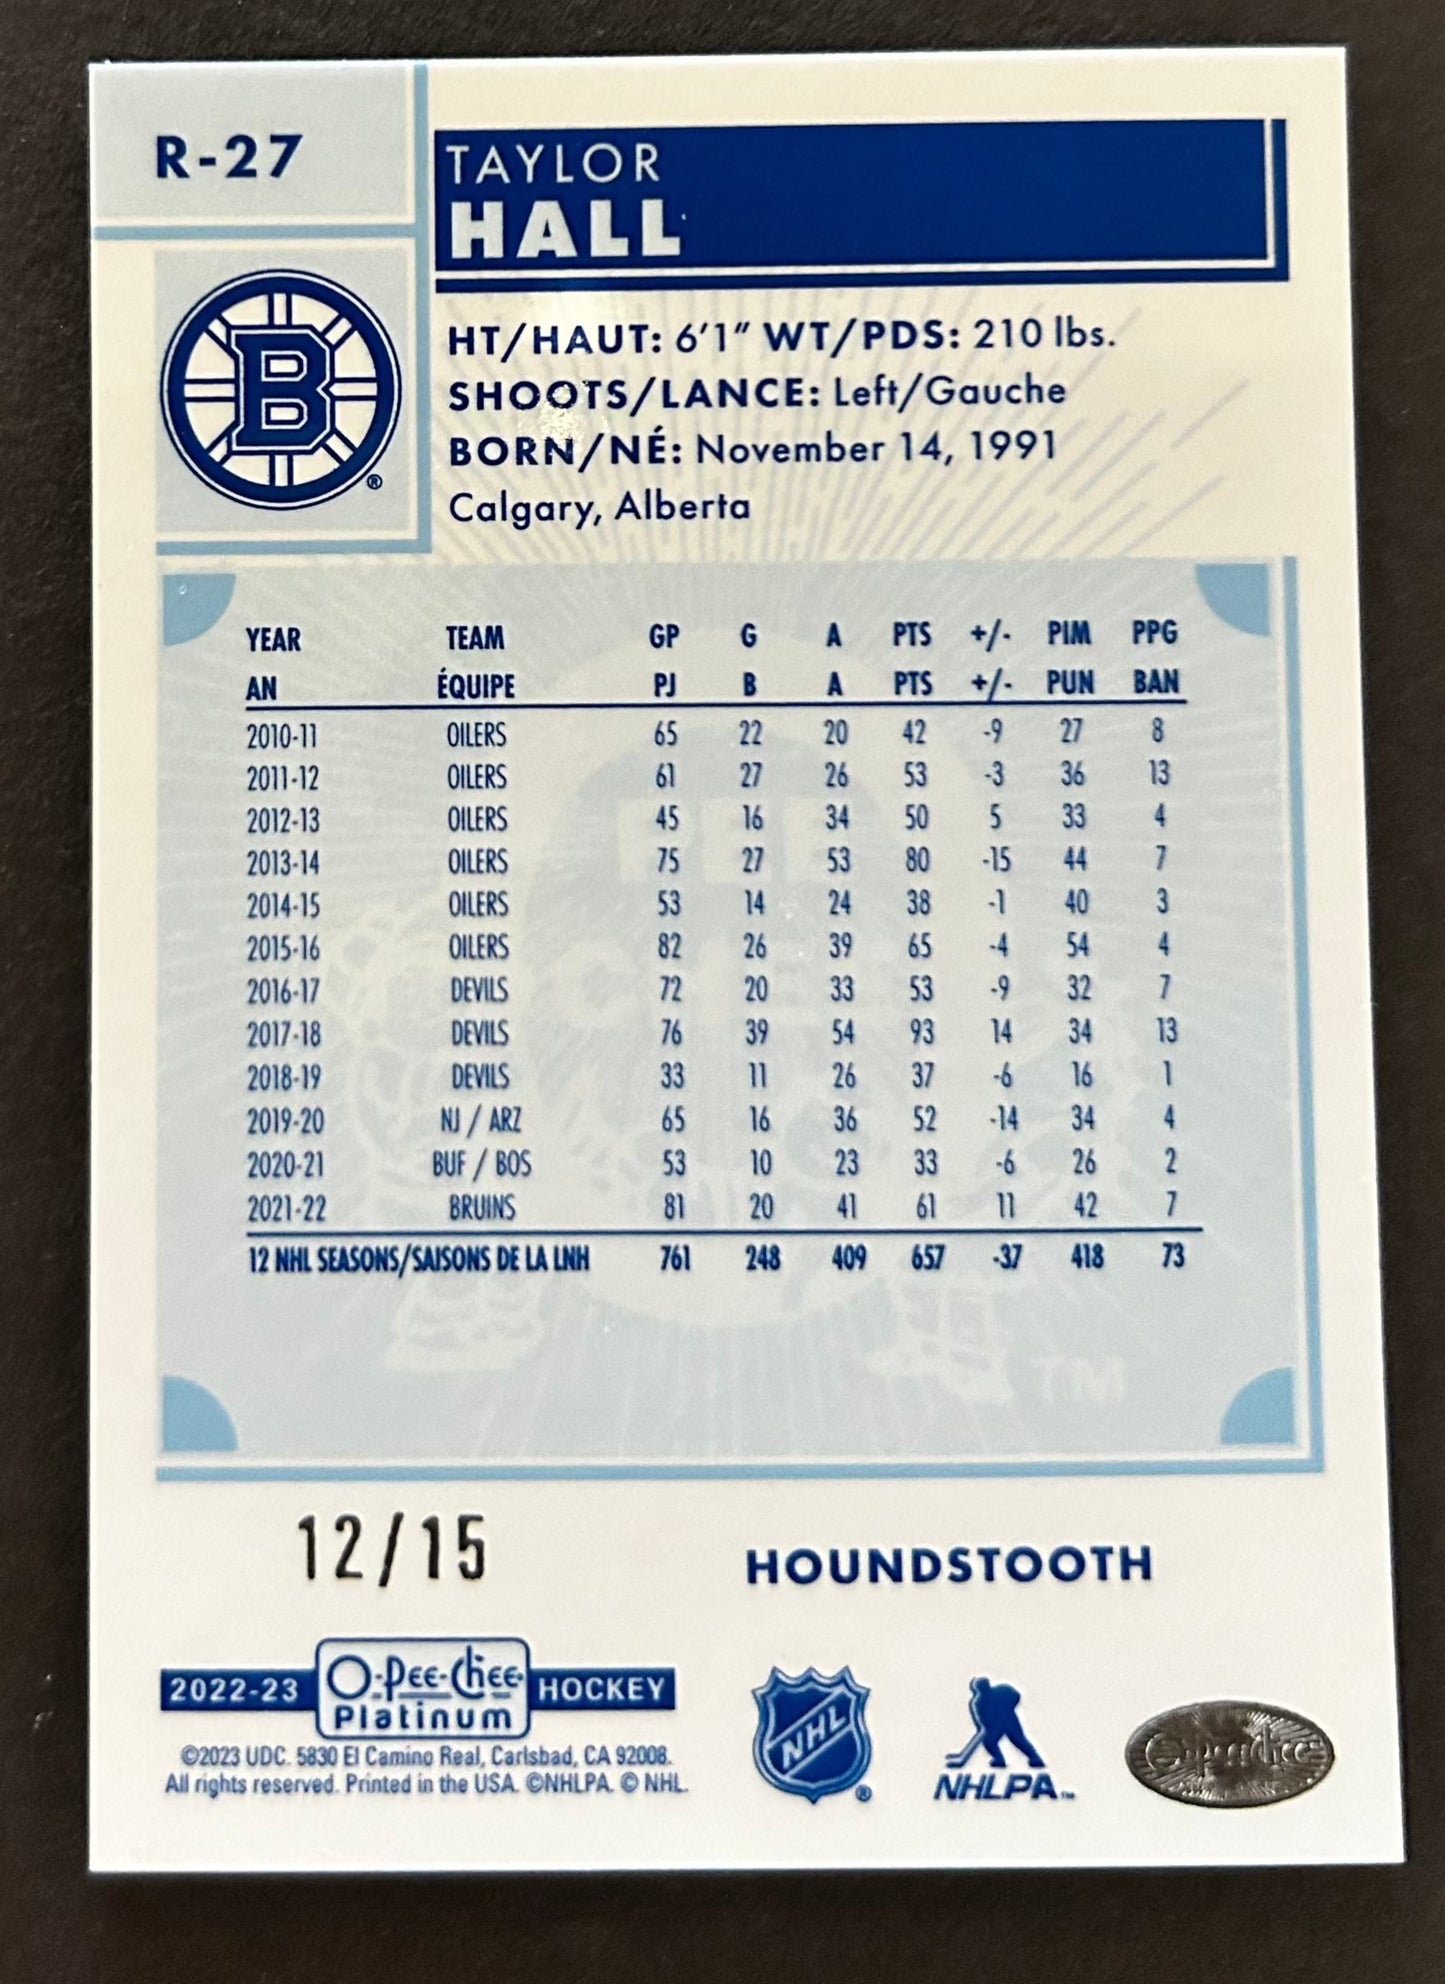 R-27
TAYLOR
HALL
B
®
HT/HAUT: 6'1" WT/PDS: 210 lbs.
SHOOTS/LANCE: Left/Gauche
BORN/NÉ: November 14, 1991
Calgary, Alberta
YEAR TEAM GP G A PTS +/- PIM PPG
AN ÉQUIPE PJ B A PTS +/- PUN BAN
2010-11 OILERS 65 22 20 42 -9 27 8
2011-12 OILERS 61 27 26 53 -3 36 13
2012-13 OILERS 45 16 34 50 5 33 4
2013-14 OILERS 75 27 53 80 -15 44 7
2014-15 OILERS 53 14 24 38 -1 40 3
2015-16 OILERS 82 26 39 65 -4 54 4
2016-17 DEVILS 72 20 33 53 -9 32 7
2017-18 DEVILS 76 39 54 93 14 34 13
2018-19 DEVILS 33 11 26 37 -6 16 1
2019-20 NJ / ARZ 65 16 36 52 -14 34 4
2020-21 BUF / BOS 53 10 23 33 -6 26 2
2021-22 BRUINS 81 20 41 61 11 42 7
12 NHL SEASONS/SAISONS DE LA LNH 761 248 409 657 -37 418 73
TM
12/15
HOUNDSTOOTH
2022-23 O-Pee-Chee Platinum HOCKEY
©2023 UDC. 5830 El Camino Real, Carlsbad, CA 92008.
All rights reserved. Printed in the USA. ©NHLPA. © NHL.
NHL ®
NHLPA™
O-Pee-Chee